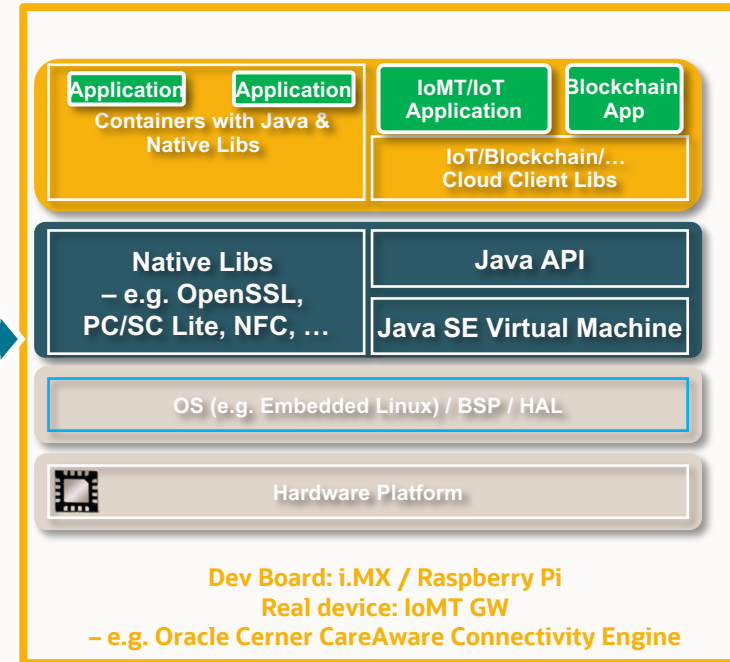 Application
Application
Containers with Java &
Native Libs
IoMT/IoT
Application
Blockchain
App
IoT/Blockchain/…
Cloud Client Libs
Native Libs
– e.g. OpenSSL,
PC/SC Lite, NFC, …
Java API
Java SE Virtual Machine
OS (e.g. Embedded Linux) / BSP / HAL
Hardware Platform
Dev Board: i.MX / Raspberry Pi
Real device: IoMT GW
– e.g. Oracle Cerner CareAware Connectivity Engine